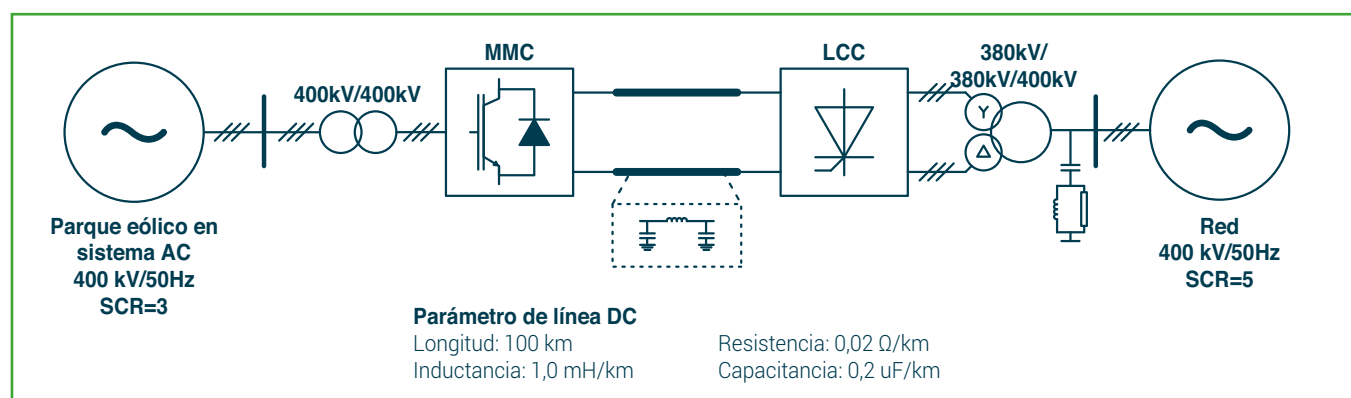 MMC
LCC
380kV/
380kV/400kV
400kV/400kV
Y
Δ
Parque eólico en
sistema AC
400 kV/50Hz
SCR=3
Red
400 kV/50Hz
SCR=5
Parámetro de línea DC
Longitud: 100 km
Inductancia: 1,0 mH/km
Resistencia: 0,02 Ω/km
Capacitancia: 0,2 uF/km